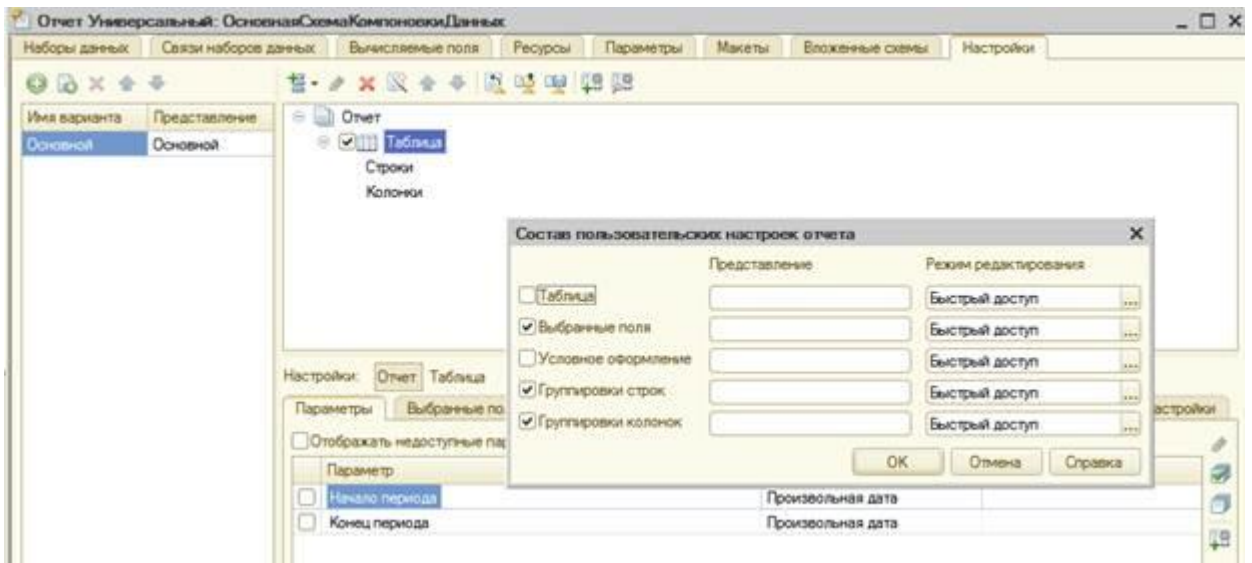 Отчет Универсальный: ОсновнаяСхемаКомпоновкиДанных
Наборы данных Связи наборов данных Вычисляемые поля Ресурсы Параметры Макеты Вложенные схемы Настройки
Имя варианта Представление
Основной Основной
Отчет
Таблица
Строки
Колонки
Состав пользовательских настроек отчета
Представление Режим редактирования
Таблица Быстрый доступ ...
Выбранные поля Быстрый доступ ...
Условное оформление Быстрый доступ ...
Группировки строк Быстрый доступ ...
Группировки колонок Быстрый доступ ...
OK Отмена Справка
Настройки: Отчет Таблица
Параметры Выбранные по астройки
Отображать недоступные пар
Параметр
Начало периода Произвольная дата
Конец периода Произвольная дата